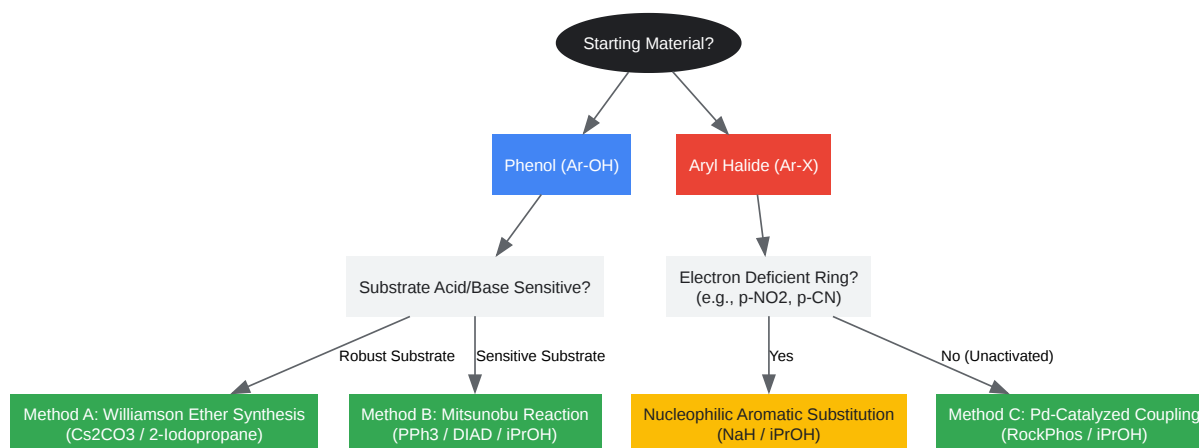 Starting Material?
Phenol (Ar-OH)
Aryl Halide (Ar-X)
Substrate Acid/Base Sensitive?
Electron Deficient Ring?
(e.g., p-NO2, p-CN)
Robust Substrate
Sensitive Substrate
Yes
No (Unactivated)
Method A: Williamson Ether Synthesis
(Cs2CO3 / 2-Iodopropane)
Method B: Mitsunobu Reaction
(PPh3 / DIAD / iPrOH)
Nucleophilic Aromatic Substitution
(NaH / iPrOH)
Method C: Pd-Catalyzed Coupling
(RockPhos / iPrOH)